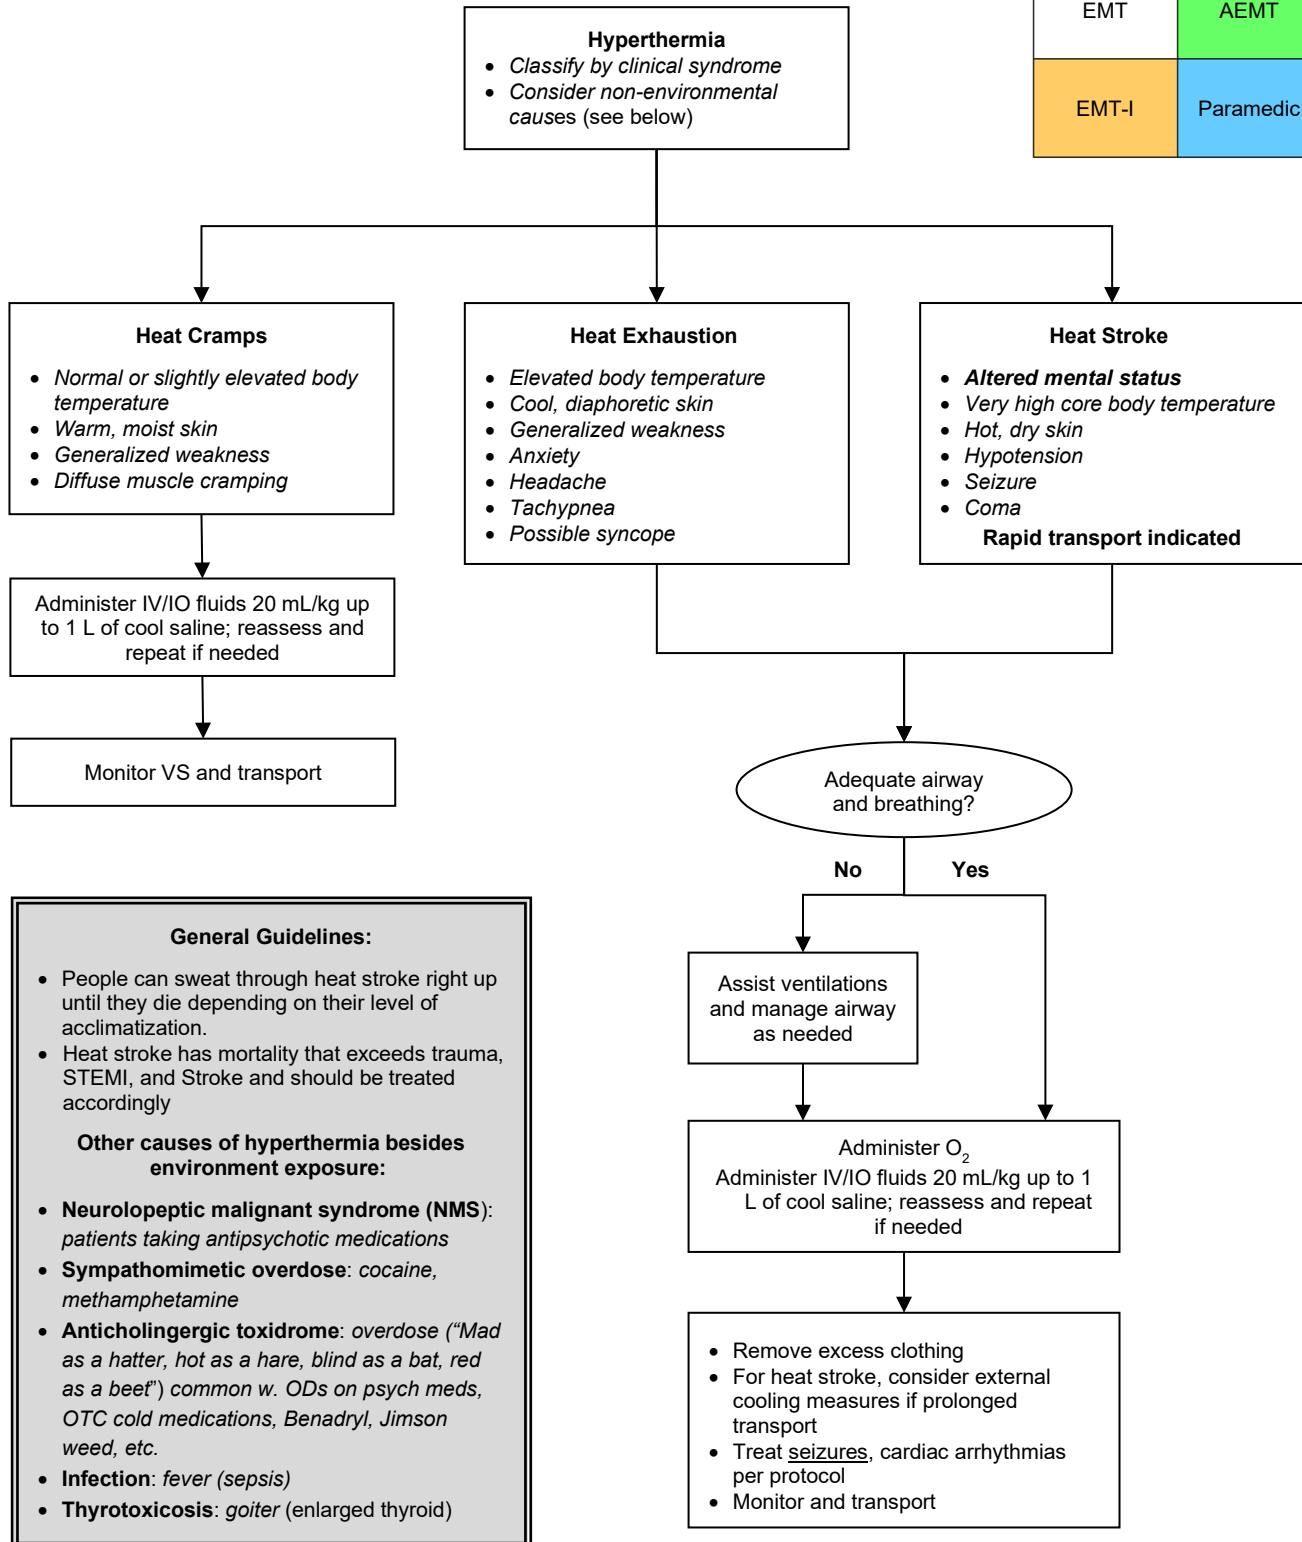 EMT
AEMT
EMT-I
Paramedic
Hyperthermia
• Classify by clinical syndrome
• Consider non-environmental
causes (see below)
Heat Cramps
• Normal or slightly elevated body
temperature
• Warm, moist skin
• Generalized weakness
• Diffuse muscle cramping
Heat Exhaustion
• Elevated body temperature
• Cool, diaphoretic skin
• Generalized weakness
• Anxiety
• Headache
• Tachypnea
• Possible syncope
Heat Stroke
• Altered mental status
• Very high core body temperature
• Hot, dry skin
• Hypotension
• Seizure
• Coma
Rapid transport indicated
Administer IV/IO fluids 20 mL/kg up
to 1 L of cool saline; reassess and
repeat if needed
Monitor VS and transport
Adequate airway
and breathing?
No
Yes
Assist ventilations
and manage airway
as needed
Administer O2
Administer IV/IO fluids 20 mL/kg up to 1
L of cool saline; reassess and repeat
if needed
• Remove excess clothing
• For heat stroke, consider external
cooling measures if prolonged
transport
• Treat seizures, cardiac arrhythmias
per protocol
• Monitor and transport
General Guidelines:
• People can sweat through heat stroke right up
until they die depending on their level of
acclimatization.
• Heat stroke has mortality that exceeds trauma,
STEMI, and Stroke and should be treated
accordingly
Other causes of hyperthermia besides
environment exposure:
• Neurolopeptic malignant syndrome (NMS):
patients taking antipsychotic medications
• Sympathomimetic overdose: cocaine,
methamphetamine
• Anticholingergic toxidrome: overdose (“Mad
as a hatter, hot as a hare, blind as a bat, red
as a beet”) common w. ODs on psych meds,
OTC cold medications, Benadryl, Jimson
weed, etc.
• Infection: fever (sepsis)
• Thyrotoxicosis: goiter (enlarged thyroid)